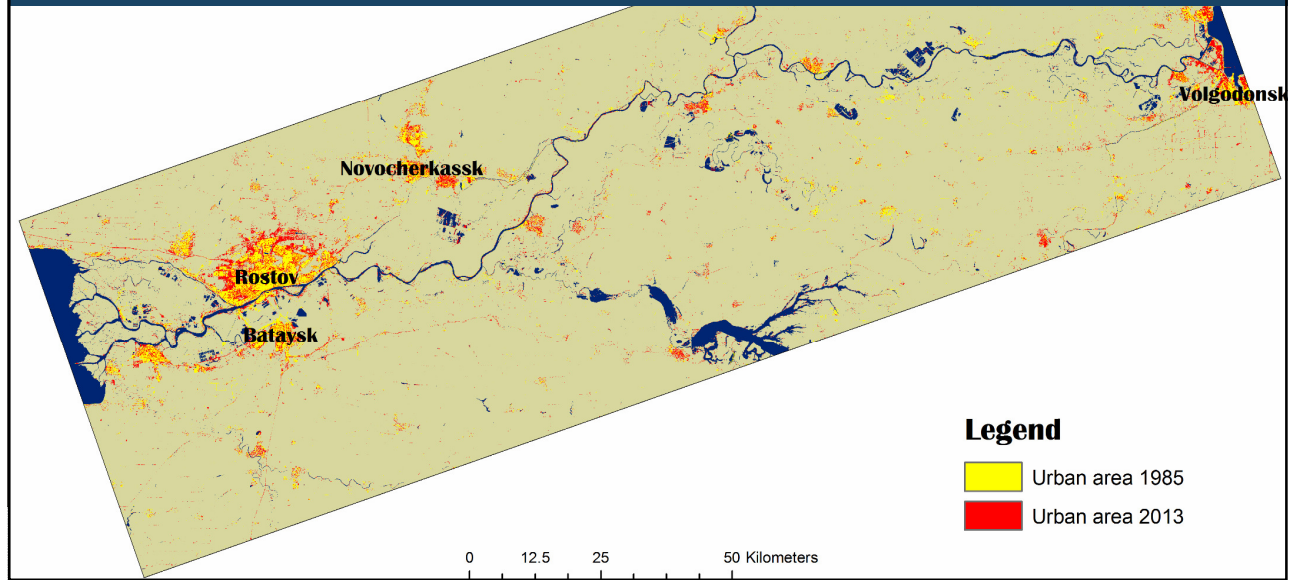 Volgodonsk
Novocherkassk
Rostov
Bataysk
Legend
Urban area 1985
Urban area 2013
0 12.5 25 50 Kilometers